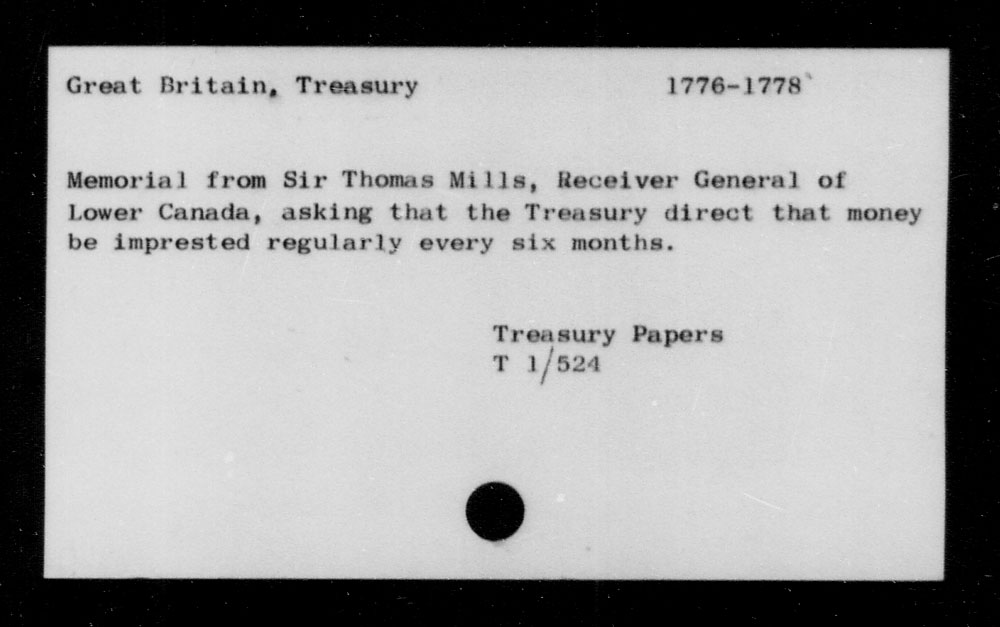 Great Britain, Treasury 1776-1778
Memorial from Sir Thomas Mills, Receiver General of
Lower Canada, asking that the Treasury direct that money
be imprested regularly every six months.
Treasury Papers
T 1/524